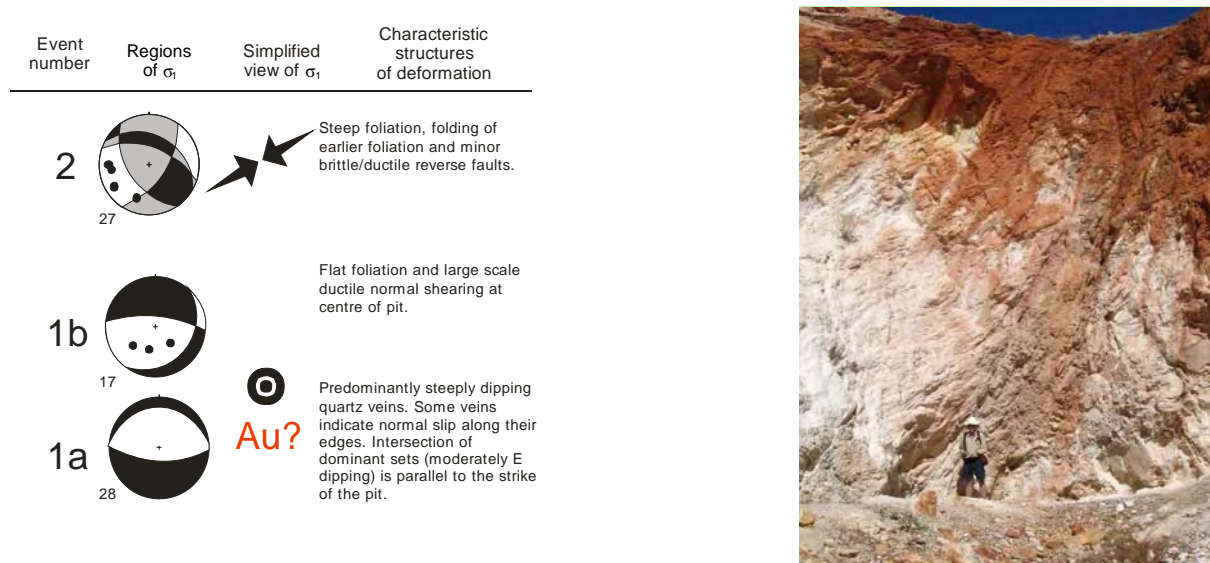 Event
number
Regions
of σ1
Simplified
view of σ1
Characteristic
structures
of deformation
2
27
Steep foliation, folding of
earlier foliation and minor
brittle/ductile reverse faults.
1b
17
Flat foliation and large scale
ductile normal shearing at
centre of pit.
1a
28
Au?
Predominantly steeply dipping
quartz veins. Some veins
indicate normal slip along their
edges. Intersection of
dominant sets (moderately E
dipping) is parallel to the strike
of the pit.